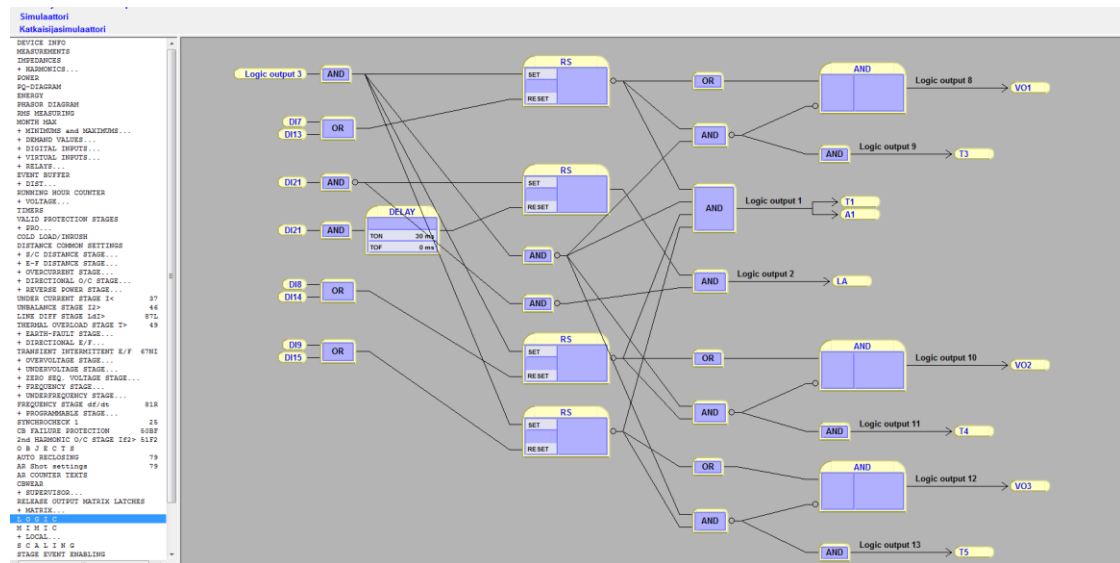 Simulaattori
Katkaisijasimulaattori
DEVICE INFO
MEASUREMENTS
IMPEDANCES
+ HARMONICS...
POWER
PQ-DIAGRAM
ENERGY
PHASOR DIAGRAM
RMS MEASURING
MONTH MAX
+ MINIMUMS and MAXIMUMS...
+ DEMAND VALUES...
+ DIGITAL INPUTS...
+ VIRTUAL INPUTS...
+ RELAYS...
EVENT BUFFER
+ DIST...
RUNNING HOUR COUNTER
+ VOLTAGE...
TIMERS
VALID PROTECTION STAGES
+ PRO...
COLD LOAD/INRUSH
DISTANCE COMMON SETTINGS
+ S/C DISTANCE STAGE...
+ E-F DISTANCE STAGE...
+ OVERCURRENT STAGE...
+ DIRECTIONAL O/C STAGE...
+ REVERSE POWER STAGE...
UNDER CURRENT STAGE I< 37
UNBALANCE STAGE I2> 46
LINE DIFF STAGE LdI> 87L
THERMAL OVERLOAD STAGE T> 49
+ EARTH-FAULT STAGE...
+ DIRECTIONAL E/F...
TRANSIENT INTERMITTENT E/F 67NI
+ OVERVOLTAGE STAGE...
+ UNDERVOLTAGE STAGE...
+ ZERO SEQ. VOLTAGE STAGE...
+ FREQUENCY STAGE...
+ UNDERFREQUENCY STAGE...
FREQUENCY STAGE df/dt 81R
+ PROGRAMMABLE STAGE...
SYNCHROCHECK 1 25
CB FAILURE PROTECTION 50BF
2nd HARMONIC O/C STAGE If2> 51F2
O B J E C T S
AUTO RECLOSING 79
AR Shot settings 79
AR COUNTER TEXTS
CBWEAR
+ SUPERVISOR...
RELEASE OUTPUT MATRIX LATCHES
+ MATRIX...
L O G I C
M I M I C
+ LOCAL...
S C A L I N G
STAGE EVENT ENABLING
Logic output 3
AND
RS
SET
RESET
OR
AND
Logic output 8
VO1
DI7
DI13
OR
AND
AND
Logic output 9
T3
DI21
AND
RS
SET
RESET
AND
Logic output 1
T1
A1
DI21
AND
DELAY
TON 30 ms
TOF 0 ms
AND
AND
Logic output 2
LA
DI8
DI14
OR
AND
DI9
DI15
OR
RS
SET
RESET
OR
AND
Logic output 10
VO2
RS
SET
RESET
AND
AND
Logic output 11
T4
OR
AND
Logic output 12
VO3
AND
AND
Logic output 13
T5